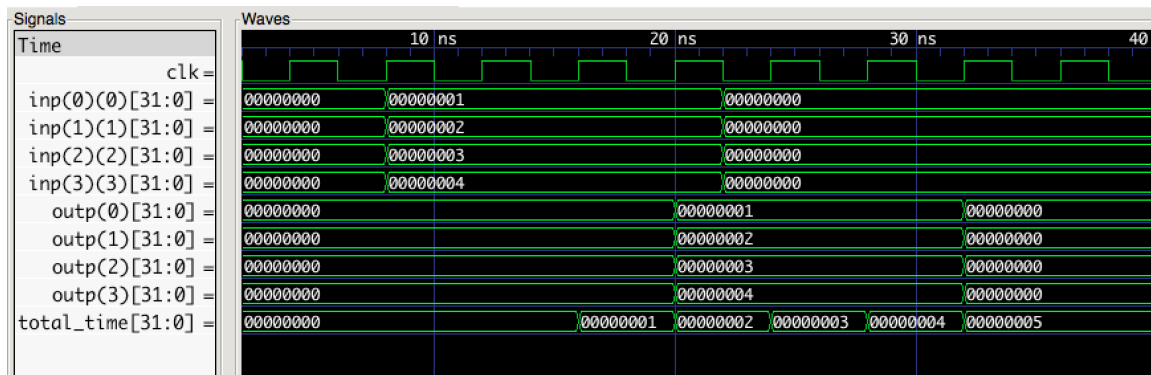 Signals Waves
Time 10 ns 20 ns 30 ns 40
clk =
inp(0)(0)[31:0] = 00000000 00000001 00000000
inp(1)(1)[31:0] = 00000000 00000002 00000000
inp(2)(2)[31:0] = 00000000 00000003 00000000
inp(3)(3)[31:0] = 00000000 00000004 00000000
outp(0)[31:0] = 00000000 00000001 00000000
outp(1)[31:0] = 00000000 00000002 00000000
outp(2)[31:0] = 00000000 00000003 00000000
outp(3)[31:0] = 00000000 00000004 00000000
total_time[31:0] = 00000000 00000001 00000002 00000003 00000004 00000005